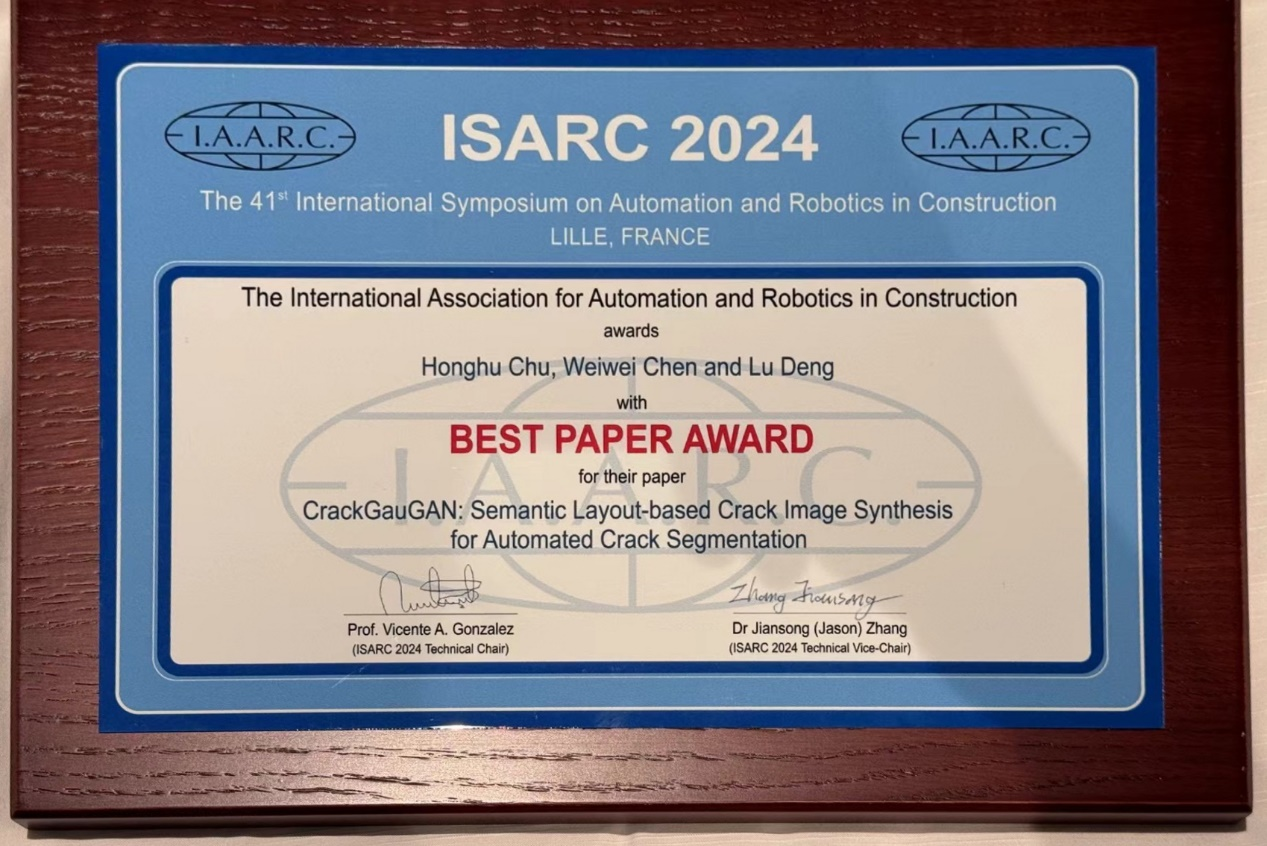 I.A.A.R.C.
ISARC 2024
I.A.A.R.C.
The 41st International Symposium on Automation and Robotics in Construction
LILLE, FRANCE
The International Association for Automation and Robotics in Construction
awards
Honghu Chu, Weiwei Chen and Lu Deng
with
BEST PAPER AWARD
for their paper
I.A.A.R.C.
CrackGauGAN: Semantic Layout-based Crack Image Synthesis
for Automated Crack Segmentation
Zhang Jiansong
Prof. Vicente A. Gonzalez
(ISARC 2024 Technical Chair)
Dr Jiansong (Jason) Zhang
(ISARC 2024 Technical Vice-Chair)